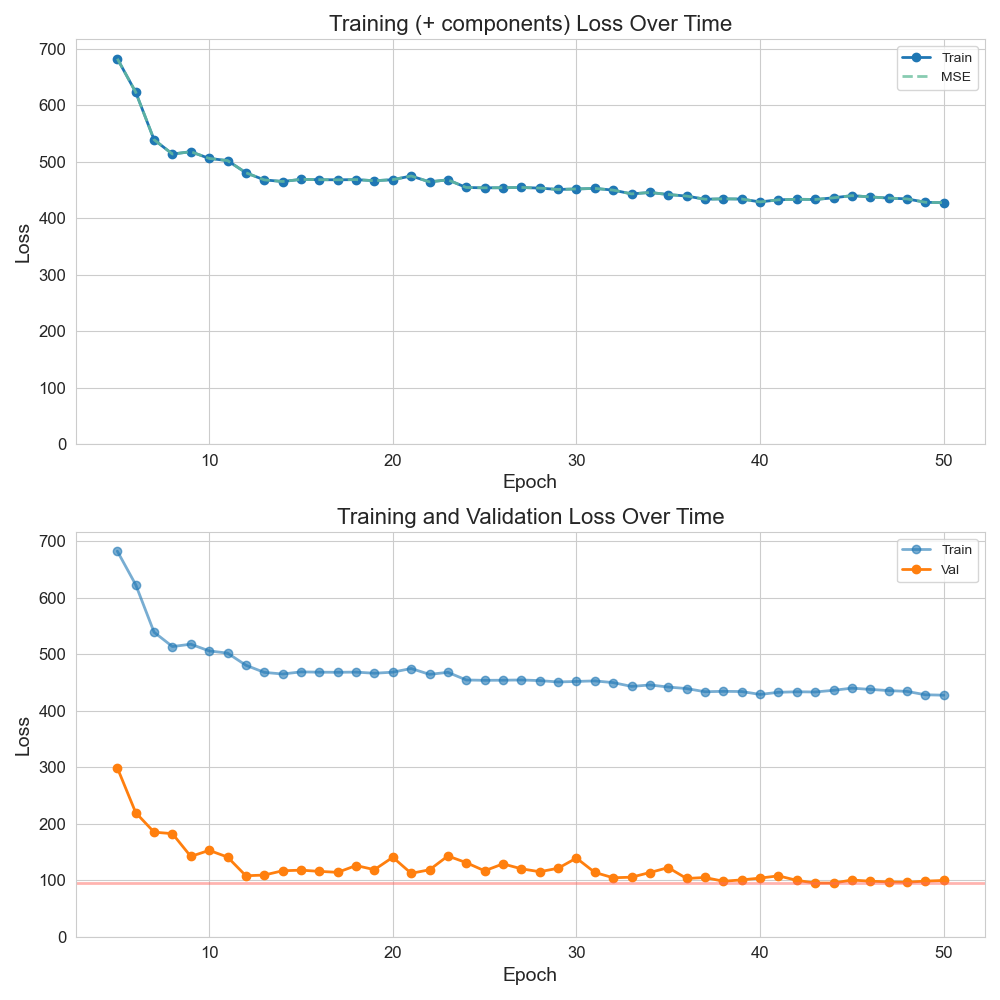 Training (+ components) Loss Over Time
Train
MSE
700
600
500
400
300
200
100
0
Loss
10 20 30 40 50
Epoch
Training and Validation Loss Over Time
Train
Val
700
600
500
400
300
200
100
0
Loss
10 20 30 40 50
Epoch